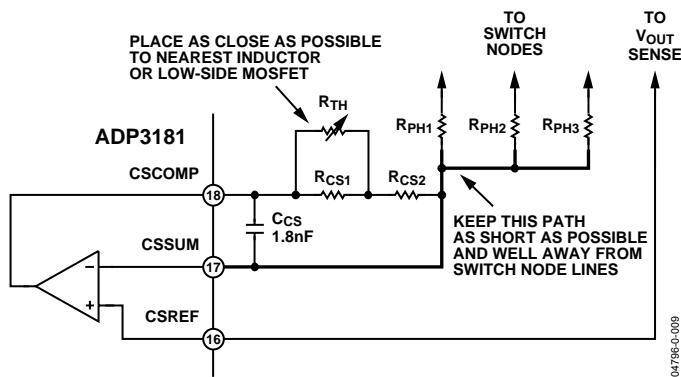 TO
SWITCH
NODES
TO
VOUT
SENSE
PLACE AS CLOSE AS POSSIBLE
TO NEAREST INDUCTOR
OR LOW-SIDE MOSFET
RTH
RPH1
RPH2
RPH3
ADP3181
CSCOMP
18
RCS1
RCS2
CCS
1.8nF
KEEP THIS PATH
AS SHORT AS POSSIBLE
AND WELL AWAY FROM
SWITCH NODE LINES
CSSUM
17
–
+
CSREF
16
04796-0-009